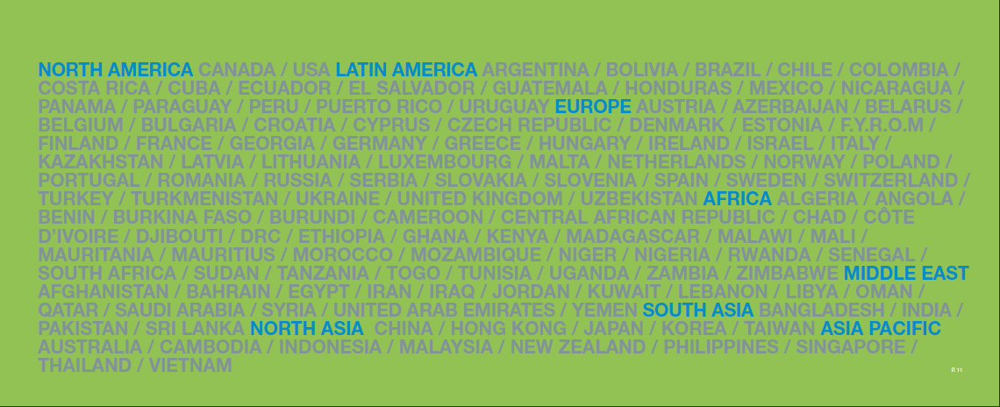 NORTH AMERICA CANADA / USA LATIN AMERICA ARGENTINA / BOLIVIA / BRAZIL / CHILE / COLOMBIA /
COSTA RICA / CUBA / ECUADOR / EL SALVADOR / GUATEMALA / HONDURAS / MEXICO / NICARAGUA /
PANAMA / PARAGUAY / PERU / PUERTO RICO / URUGUAY EUROPE AUSTRIA / AZERBAIJAN / BELARUS /
BELGIUM / BULGARIA / CROATIA / CYPRUS / CZECH REPUBLIC / DENMARK / ESTONIA / F.Y.R.O.M /
FINLAND / FRANCE / GEORGIA / GERMANY / GREECE / HUNGARY / IRELAND / ISRAEL / ITALY /
KAZAKHSTAN / LATVIA / LITHUANIA / LUXEMBOURG / MALTA / NETHERLANDS / NORWAY / POLAND /
PORTUGAL / ROMANIA / RUSSIA / SERBIA / SLOVAKIA / SLOVENIA / SPAIN / SWEDEN / SWITZERLAND /
TURKEY / TURKMENISTAN / UKRAINE / UNITED KINGDOM / UZBEKISTAN AFRICA ALGERIA / ANGOLA /
BENIN / BURKINA FASO / BURUNDI / CAMEROON / CENTRAL AFRICAN REPUBLIC / CHAD / CÔTE
D'IVOIRE / DJIBOUTI / DRC / ETHIOPIA / GHANA / KENYA / MADAGASCAR / MALAWI / MALI /
MAURITANIA / MAURITIUS / MOROCCO / MOZAMBIQUE / NIGER / NIGERIA / RWANDA / SENEGAL /
SOUTH AFRICA / SUDAN / TANZANIA / TOGO / TUNISIA / UGANDA / ZAMBIA / ZIMBABWE MIDDLE EAST
AFGHANISTAN / BAHRAIN / EGYPT / IRAN / IRAQ / JORDAN / KUWAIT / LEBANON / LIBYA / OMAN /
QATAR / SAUDI ARABIA / SYRIA / UNITED ARAB EMIRATES / YEMEN SOUTH ASIA BANGLADESH / INDIA /
PAKISTAN / SRI LANKA NORTH ASIA CHINA / HONG KONG / JAPAN / KOREA / TAIWAN ASIA PACIFIC
AUSTRALIA / CAMBODIA / INDONESIA / MALAYSIA / NEW ZEALAND / PHILIPPINES / SINGAPORE /
THAILAND / VIETNAM
R 11